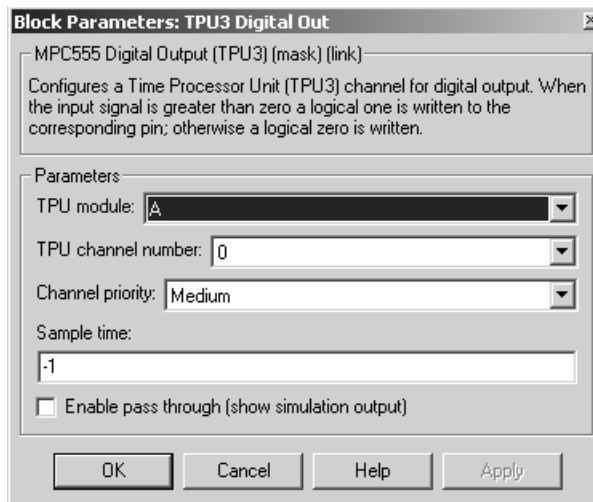 Block Parameters: TPU3 Digital Out
MPC555 Digital Output (TPU3) (mask) (link)
Configures a Time Processor Unit (TPU3) channel for digital output. When
the input signal is greater than zero a logical one is written to the
corresponding pin; otherwise a logical zero is written.
Parameters
TPU module: A
TPU channel number: 0
Channel priority: Medium
Sample time:
-1
Enable pass through (show simulation output)
OK Cancel Help Apply